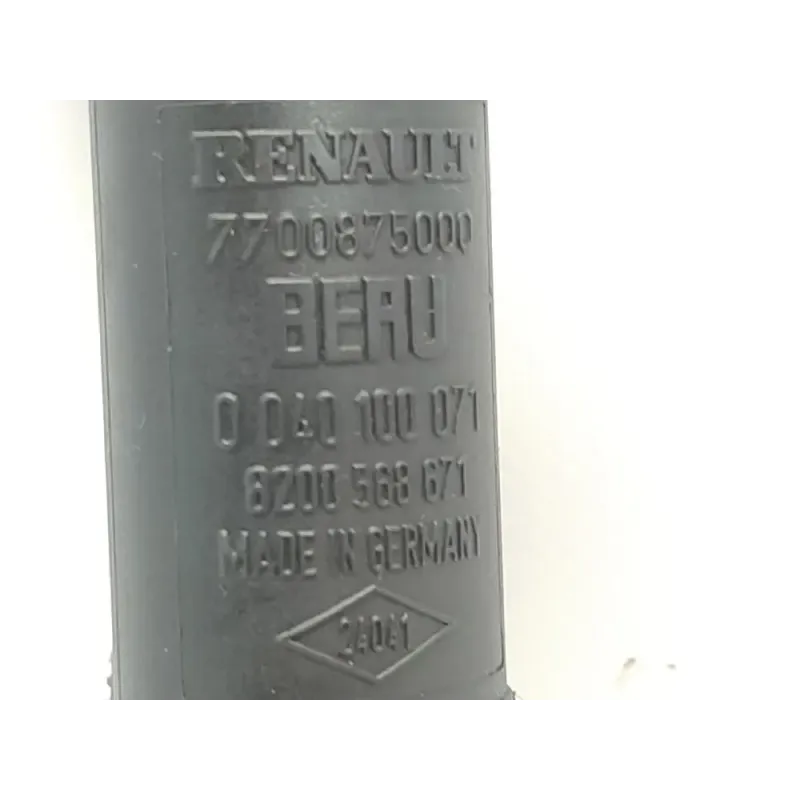 RENAULT
7700875000
BERU
0 040 100 071
8200 568 671
MADE IN GERMANY
24041